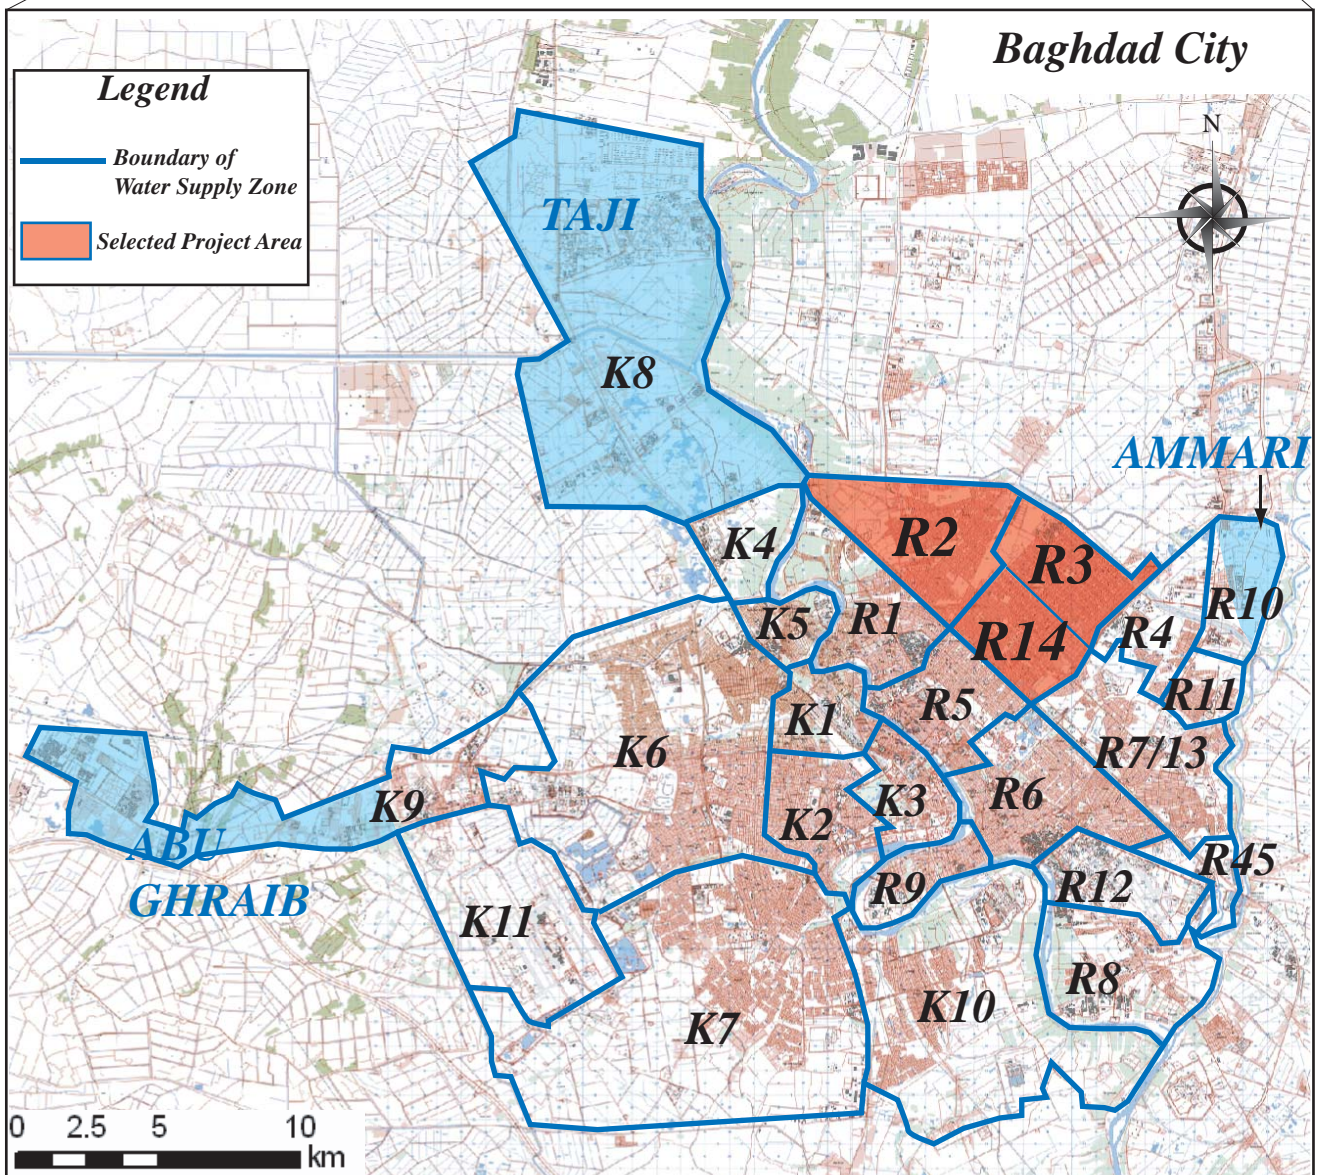 Baghdad City
Legend
Boundary of
Water Supply Zone
Selected Project Area
N
TAJI
K8
AMMARI
R2
R3
K4
R10
K5
R1
R4
R14
R11
R5
K1
R7/13
K6
K9
R6
K3
K2
ABU
GHRAIB
R45
R12
R9
K11
R8
K10
K7
0 2.5 5 10
km